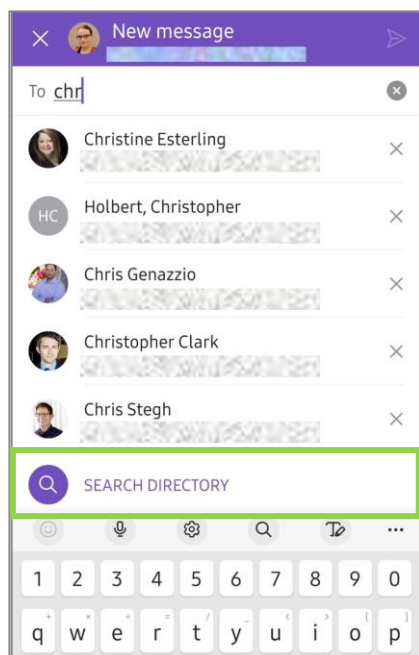 New message
To chr
Christine Esterling
HC
Holbert, Christopher
Chris Genazzio
Christopher Clark
Chris Stegh
SEARCH DIRECTORY
1 2 3 4 5 6 7 8 9 0
q w e r t y u i o p